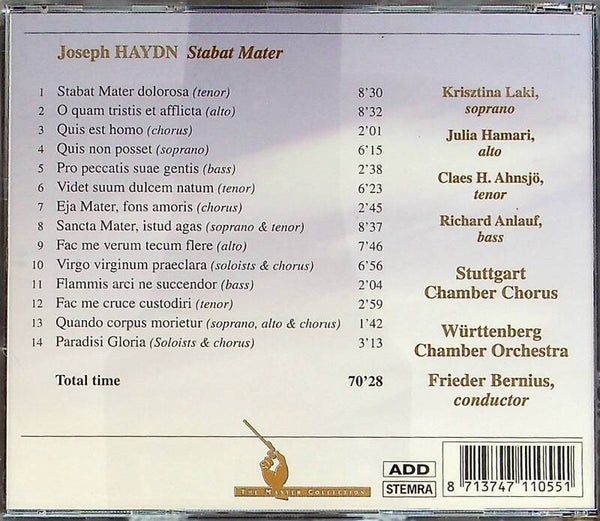 Joseph HAYDN Stabat Mater
1 Stabat Mater dolorosa (tenor) 8'30
2 O quam tristis et afflicta (alto) 8'32
3 Quis est homo (chorus) 2'01
4 Quis non posset (soprano) 6'15
5 Pro peccatis suae gentis (bass) 2'38
6 Videt suum dulcem natum (tenor) 6'23
7 Eja Mater, fons amoris (chorus) 2'45
8 Sancta Mater, istud agas (soprano & tenor) 8'37
9 Fac me verum tecum flere (alto) 7'46
10 Virgo virginum praeclara (soloists & chorus) 6'56
11 Flammis arci ne succendor (bass) 2'04
12 Fac me cruce custodiri (tenor) 2'59
13 Quando corpus morietur (soprano, alto & chorus) 1'42
14 Paradisi Gloria (Soloists & chorus) 3'13
Total time 70'28
Krisztina Laki,
soprano
Julia Hamari,
alto
Claes H. Ahnsjö,
tenor
Richard Anlauf,
bass
Stuttgart
Chamber Chorus
Württenberg
Chamber Orchestra
Frieder Bernius,
conductor
THE MASTER COLLECTION
ADD
STEMRA
8 713747 110551